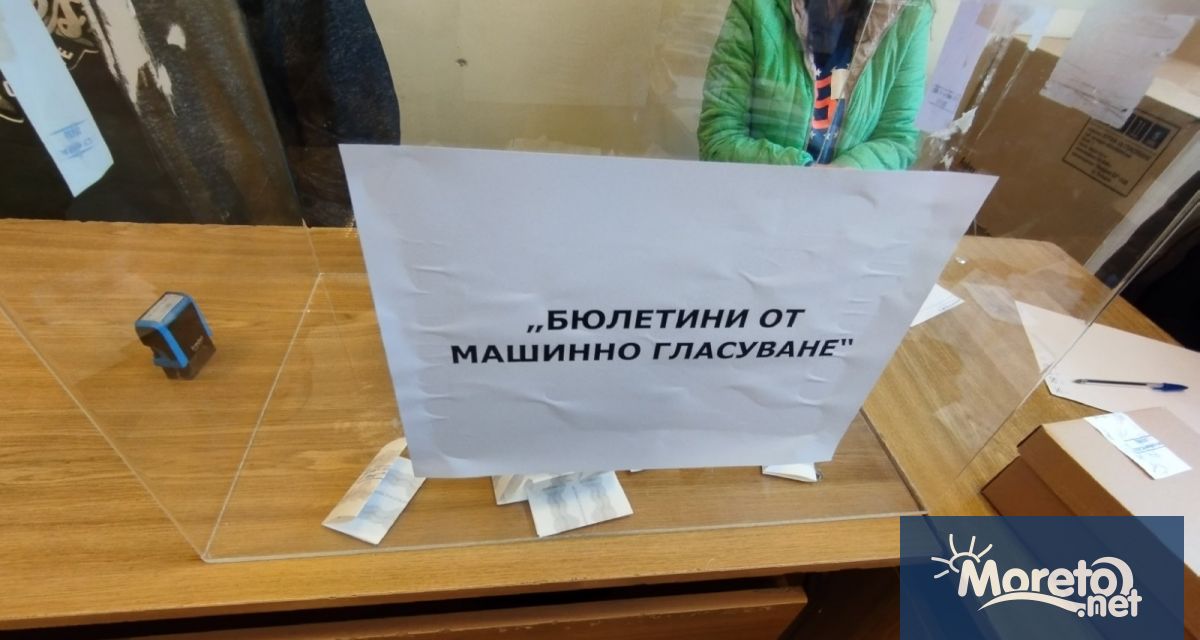 „БЮЛЕТИНИ ОТ
МАШИННО ГЛАСУВАНЕ“
Moreto
.net